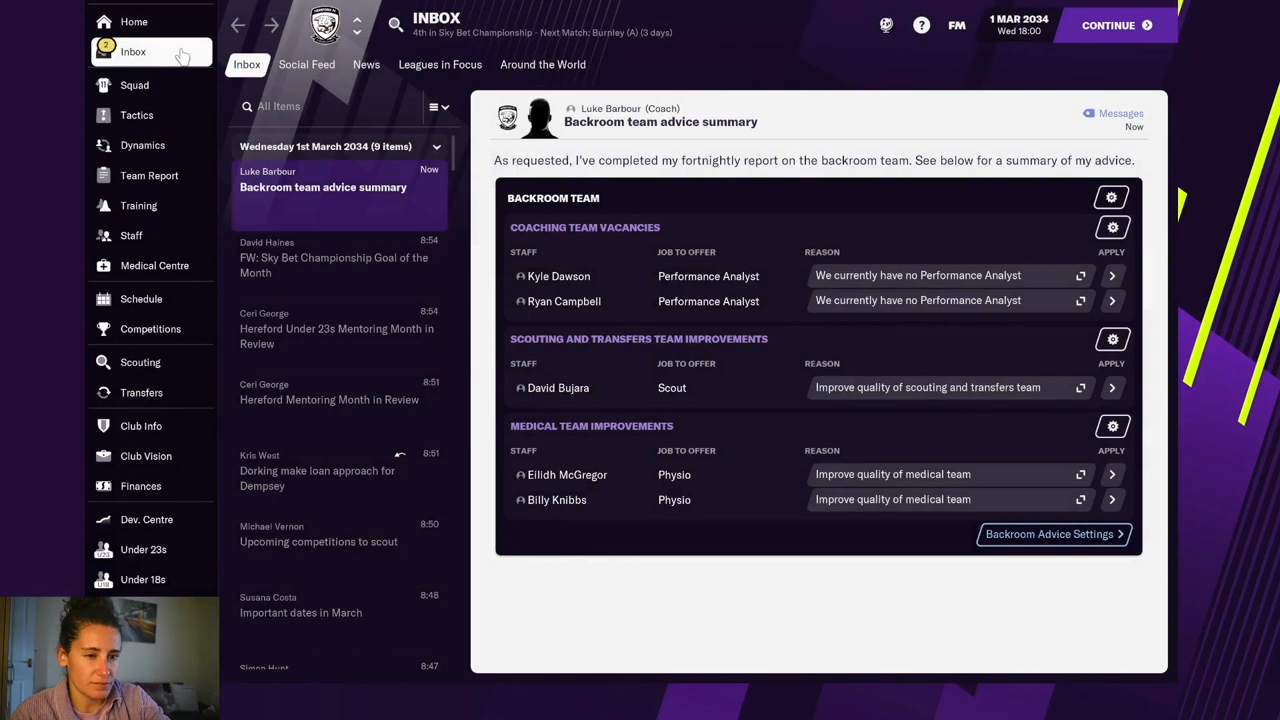 Home
2
Inbox
Squad
Tactics
Dynamics
Team Report
Training
Staff
Medical Centre
Schedule
Competitions
Scouting
Transfers
Club Info
Club Vision
Finances
Dev. Centre
Under 23s
Under 18s
INBOX
4th in Sky Bet Championship - Next Match: Burnley (A) (3 days)
FM
1 MAR 2034
Wed 18:00
CONTINUE
Inbox
Social Feed
News
Leagues in Focus
Around the World
All Items
Wednesday 1st March 2034 (9 items)
Luke Barbour
Now
Backroom team advice summary
David Haines
8:54
FW: Sky Bet Championship Goal of the
Month
Ceri George
8:54
Hereford Under 23s Mentoring Month in
Review
Ceri George
8:51
Hereford Mentoring Month in Review
Kris West
8:51
Dorking make loan approach for
Dempsey
Michael Vernon
8:50
Upcoming competitions to scout
Susana Costa
8:48
Important dates in March
Simon Hunt
8:47
Luke Barbour (Coach)
Backroom team advice summary
Messages
Now
As requested, I've completed my fortnightly report on the backroom team. See below for a summary of my advice.
BACKROOM TEAM
COACHING TEAM VACANCIES
STAFF JOB TO OFFER REASON APPLY
Kyle Dawson Performance Analyst We currently have no Performance Analyst
Ryan Campbell Performance Analyst We currently have no Performance Analyst
SCOUTING AND TRANSFERS TEAM IMPROVEMENTS
STAFF JOB TO OFFER REASON APPLY
David Bujara Scout Improve quality of scouting and transfers team
MEDICAL TEAM IMPROVEMENTS
STAFF JOB TO OFFER REASON APPLY
Eilidh McGregor Physio Improve quality of medical team
Billy Knibbs Physio Improve quality of medical team
Backroom Advice Settings